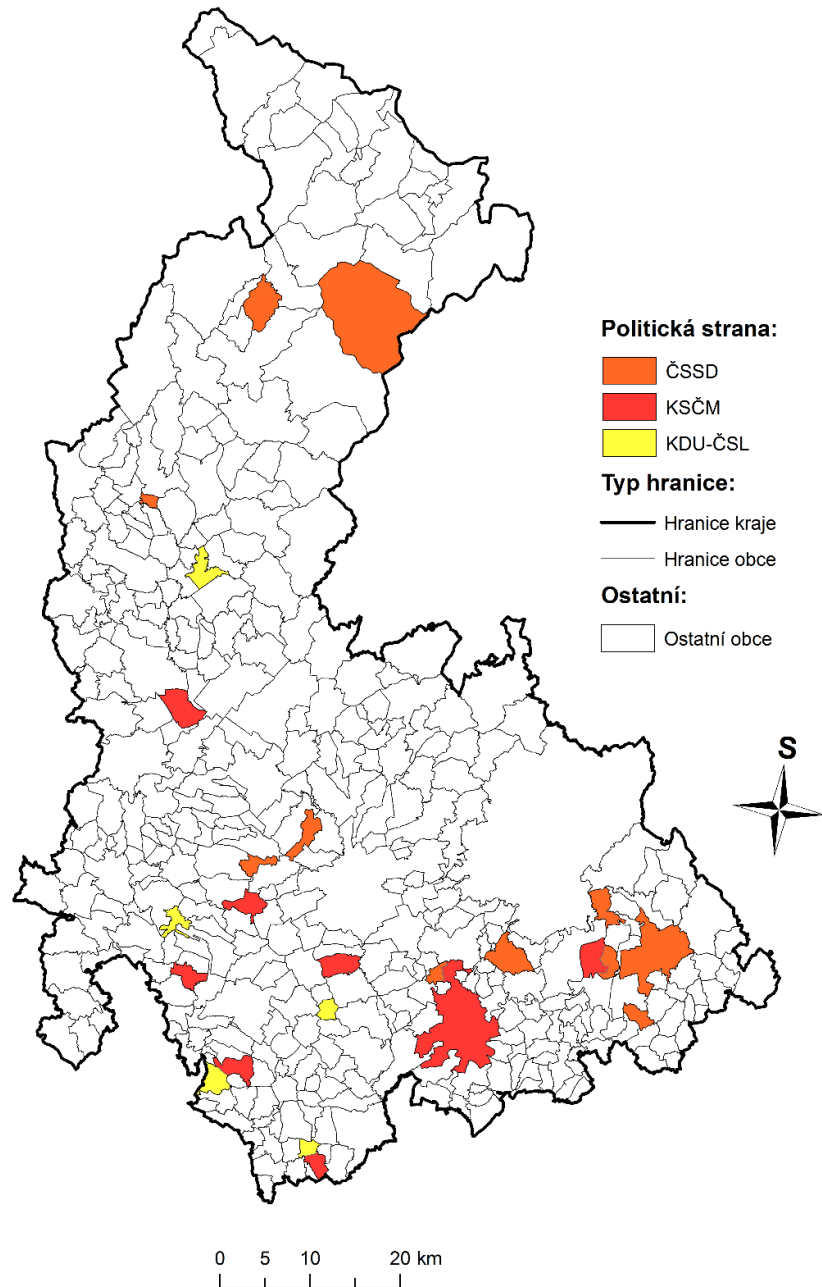 Politická strana:
ČSSD
KSČM
KDU-ČSL
Typ hranice:
Hranice kraje
Hranice obce
Ostatní:
Ostatní obce
S
0 5 10 20 km